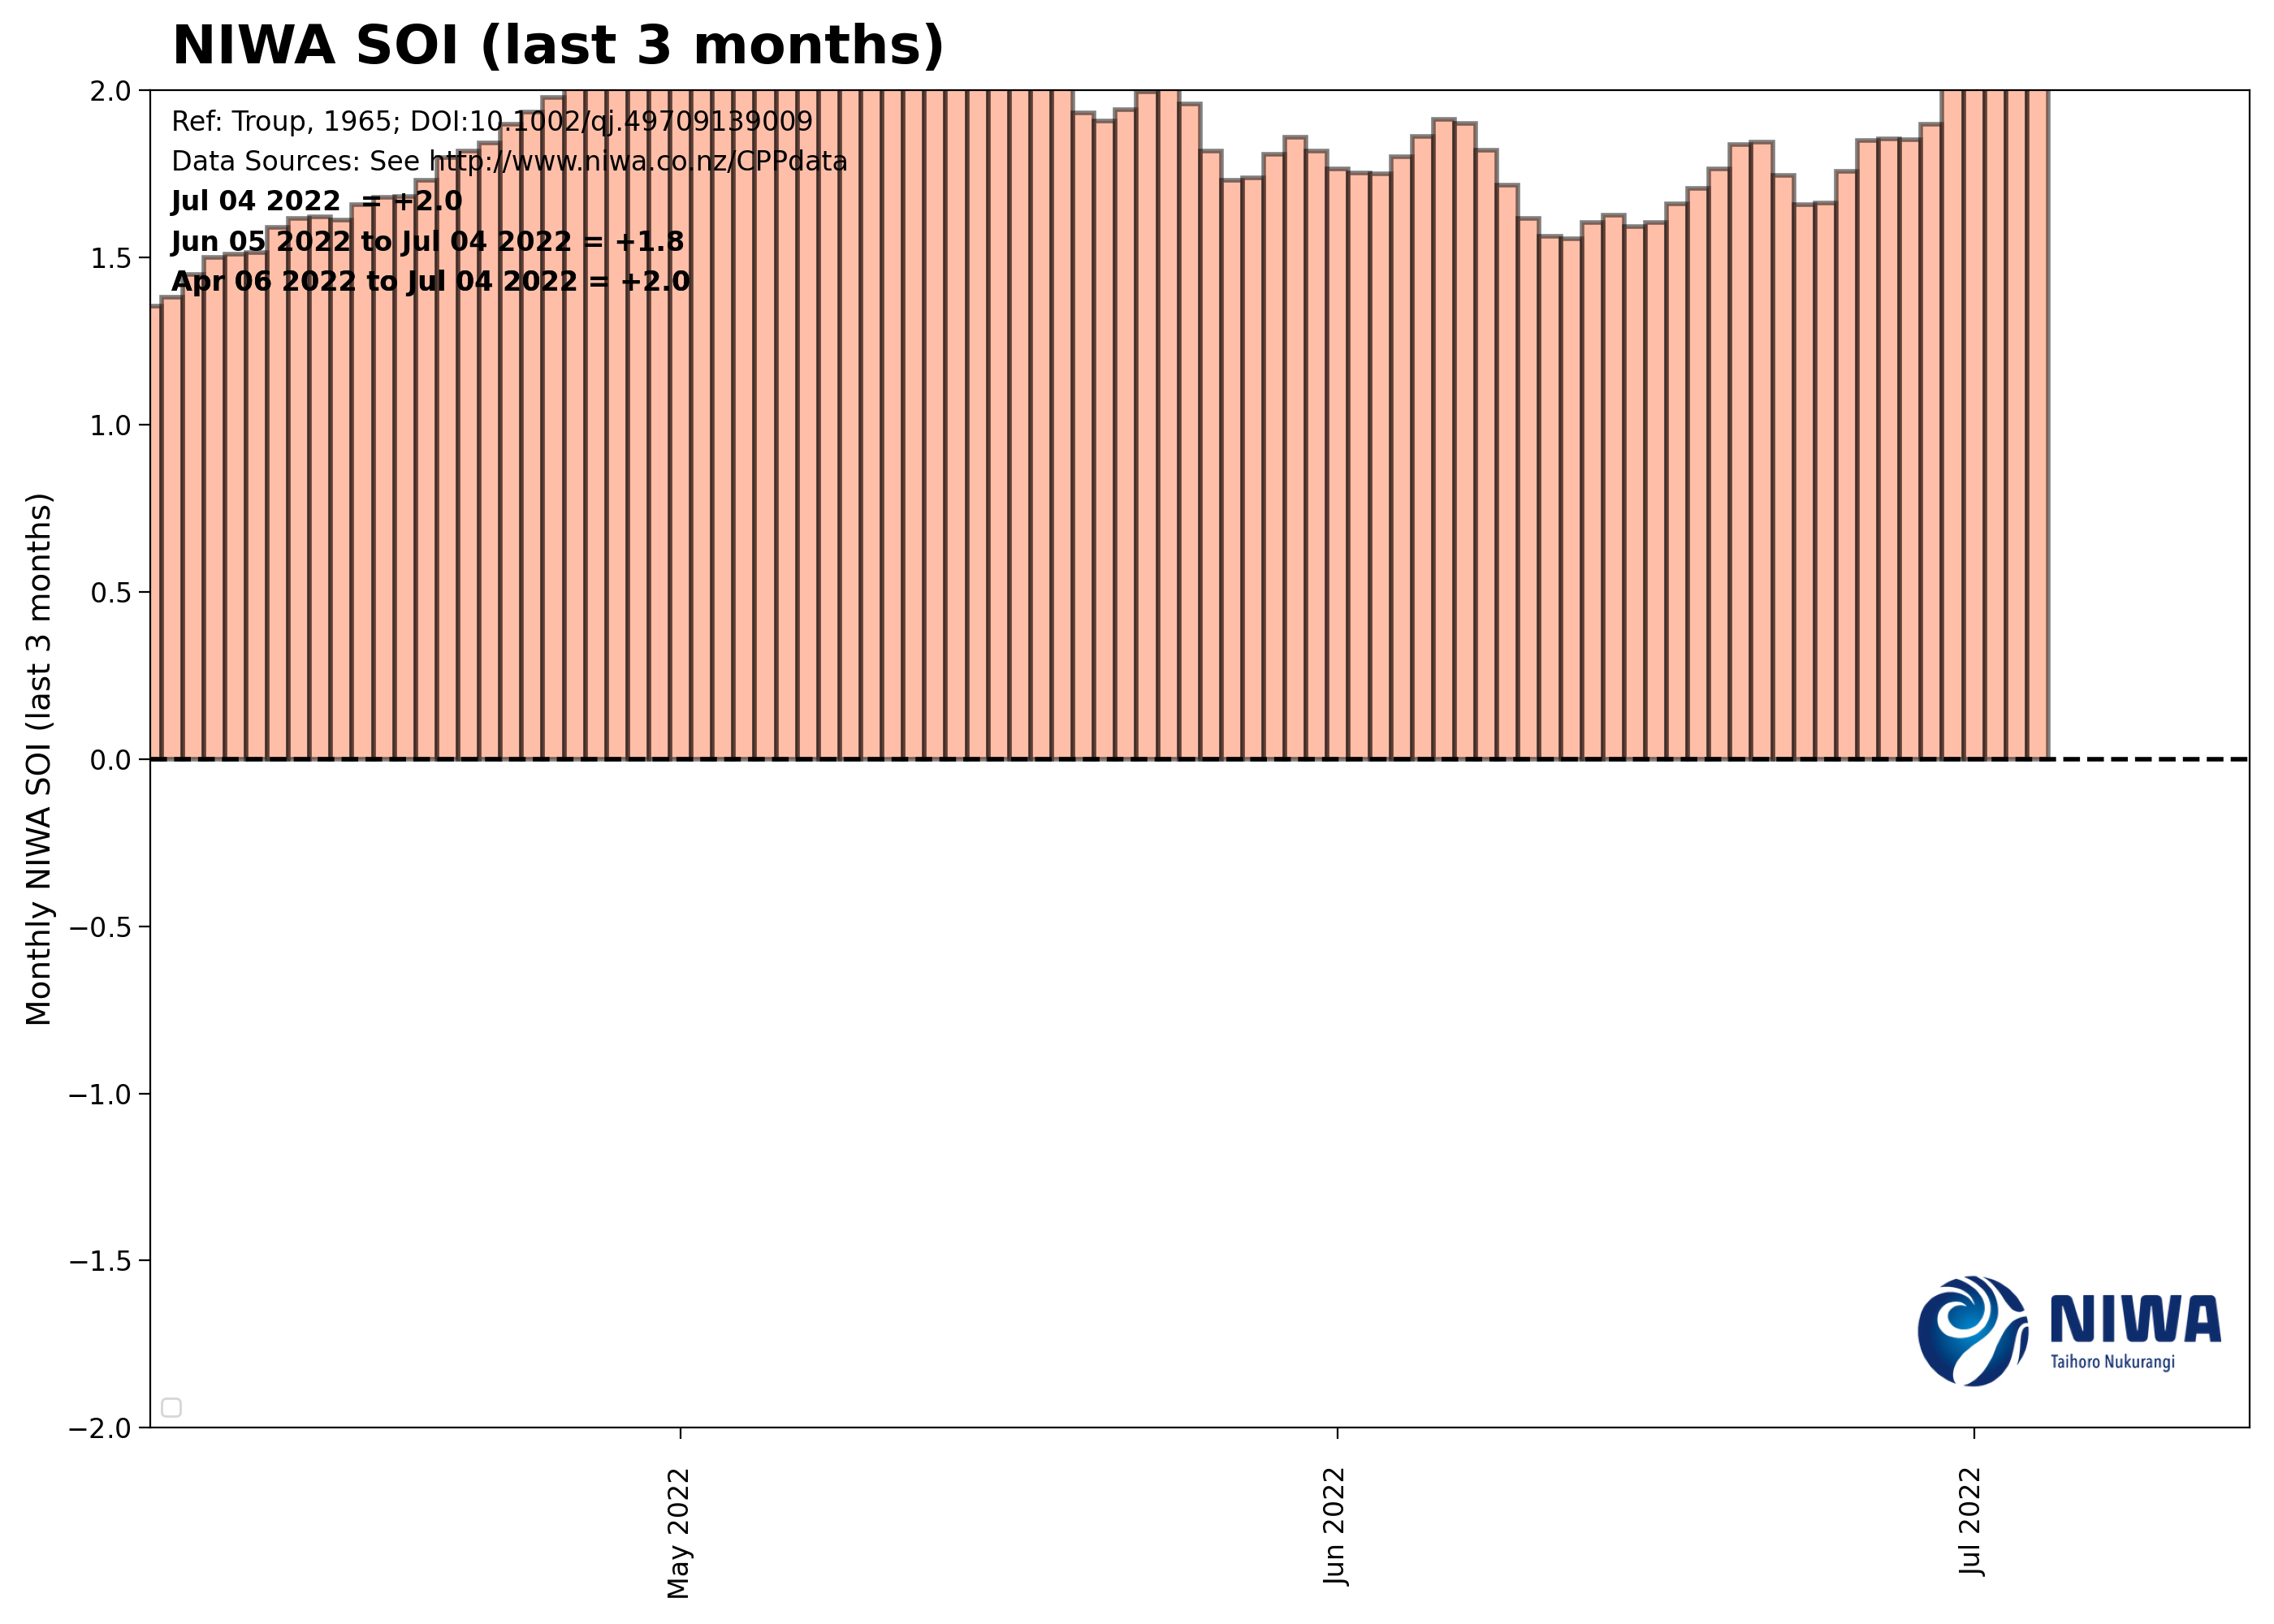 NIWA SOI (last 3 months)
2.0
Ref: Troup, 1965; DOI:10.1002/qj.49709139009
Data Sources: See http://www.niwa.co.nz/CPPdata
Jul 04 2022 = +2.0
Jun 05 2022 to Jul 04 2022 = +1.8
Apr 06 2022 to Jul 04 2022 = +2.0
1.5
1.0
0.5
0.0
−0.5
−1.0
−1.5
−2.0
Monthly NIWA SOI (last 3 months)
NIWA
Taihoro Nukurangi
May 2022
Jun 2022
Jul 2022